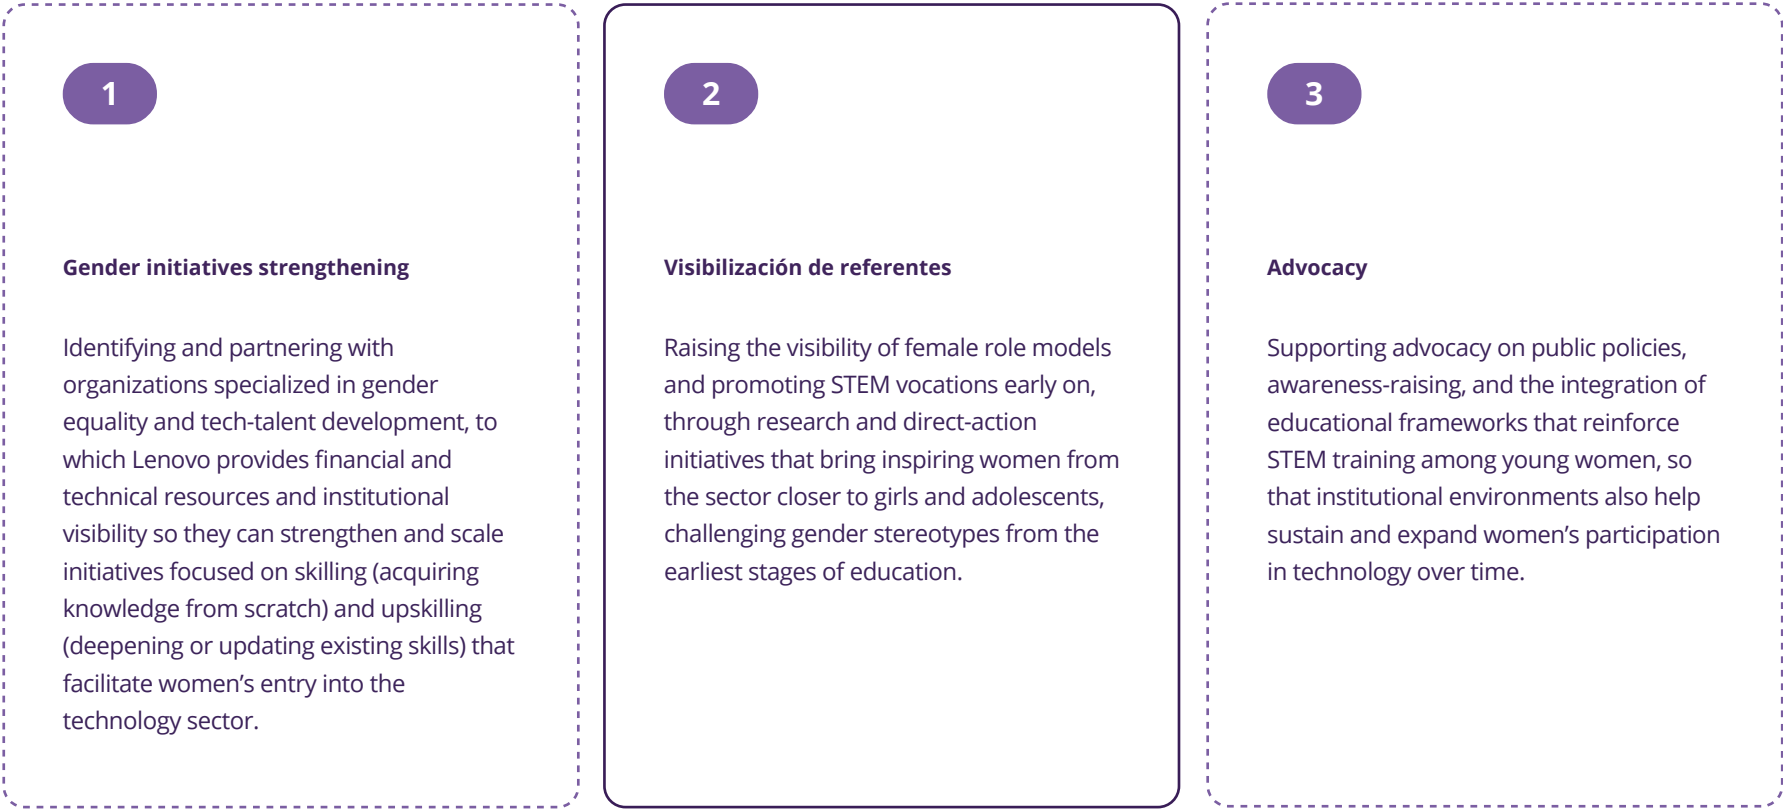 1
Gender initiatives strengthening
Identifying and partnering with
organizations specialized in gender
equality and tech-talent development, to
which Lenovo provides financial and
technical resources and institutional
visibility so they can strengthen and scale
initiatives focused on skilling (acquiring
knowledge from scratch) and upskilling
(deepening or updating existing skills) that
facilitate women’s entry into the
technology sector.
2
Visibilización de referentes
Raising the visibility of female role models
and promoting STEM vocations early on,
through research and direct-action
initiatives that bring inspiring women from
the sector closer to girls and adolescents,
challenging gender stereotypes from the
earliest stages of education.
3
Advocacy
Supporting advocacy on public policies,
awareness-raising, and the integration of
educational frameworks that reinforce
STEM training among young women, so
that institutional environments also help
sustain and expand women’s participation
in technology over time.